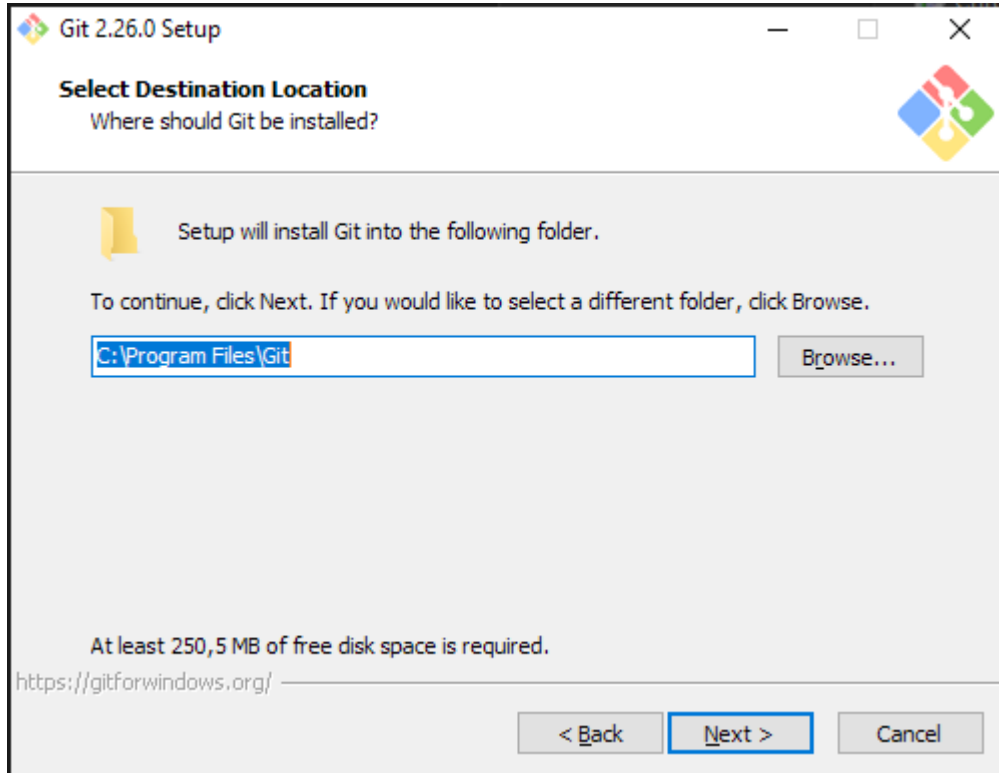 Git 2.26.0 Setup
Select Destination Location
Where should Git be installed?
Setup will install Git into the following folder.
To continue, click Next. If you would like to select a different folder, click Browse.
C:\Program Files\Git
Browse...
At least 250,5 MB of free disk space is required.
https://gitforwindows.org/
< Back
Next >
Cancel